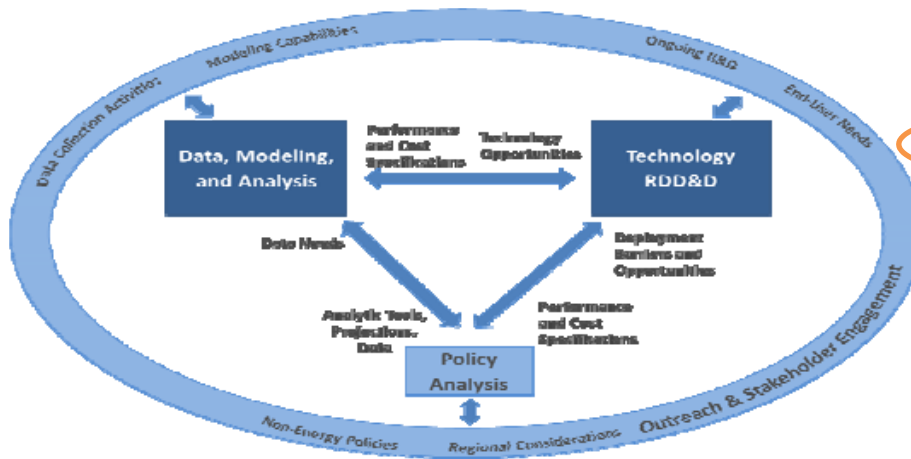 Data Collection Activities
Modeling Capabilities
Ongoing R&D
End-User Needs
Data, Modeling,
and Analysis
Performance
and Cost
Specifications
Technology
Opportunities
Technology
RDD&D
Data Needs
Deployment
Barriers and
Opportunities
Analytic Tools,
Projections,
Data
Performance
and Cost
Specifications
Policy
Analysis
Non-Energy Policies
Regional Considerations
Outreach & Stakeholder Engagement